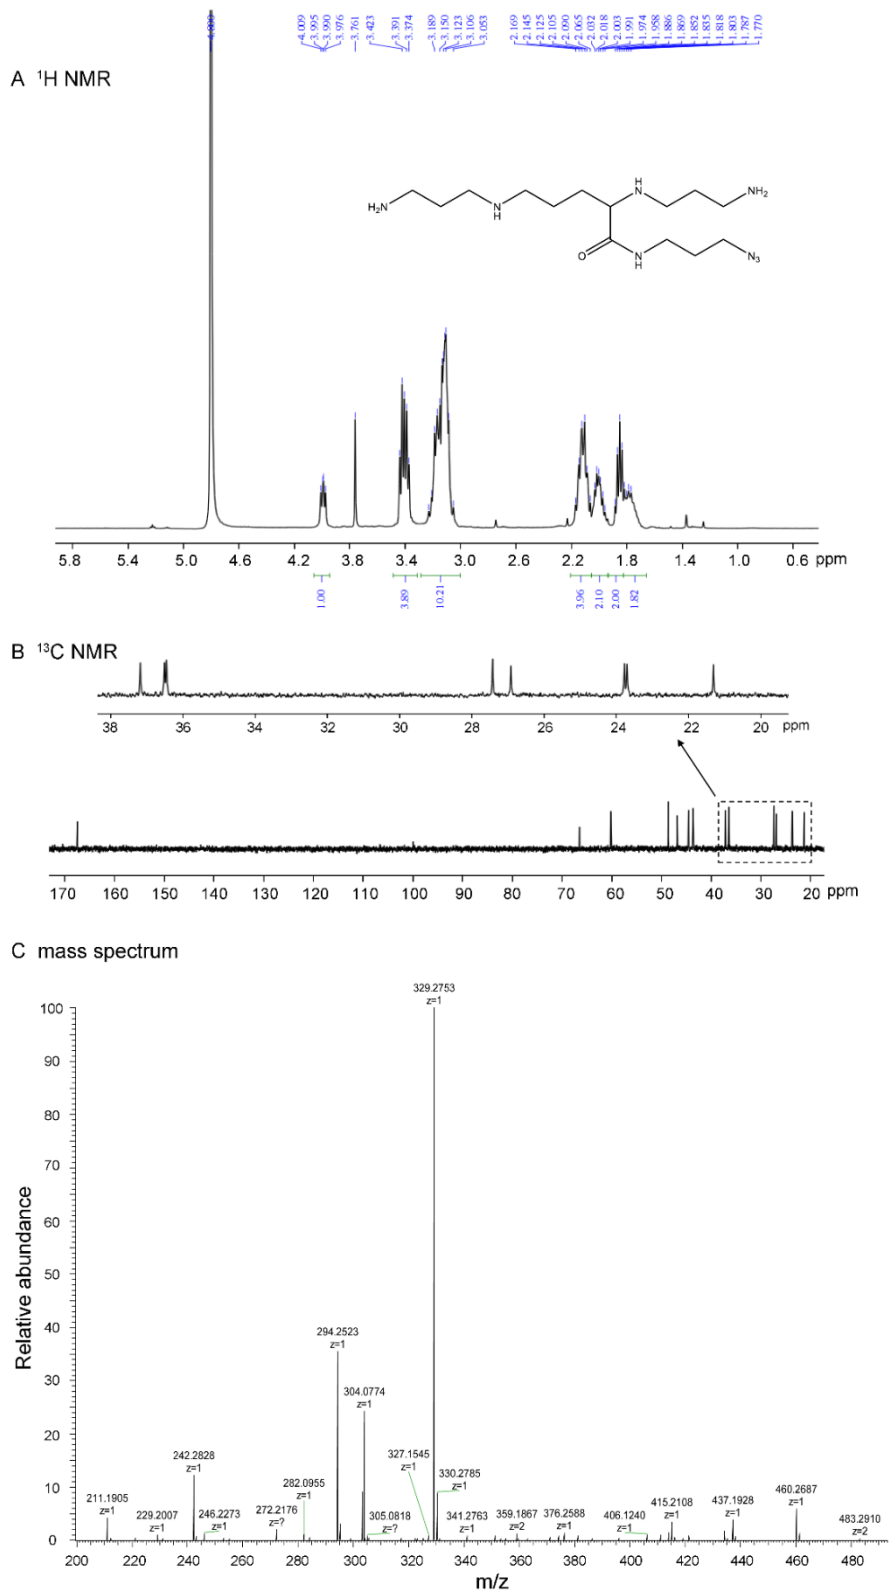 4.800 4.009 3.995 3.990 3.976 3.761 3.423 3.391 3.374 3.189 3.150 3.123 3.106 3.053 2.169 2.145 2.125 2.105 2.090 2.065 2.032 2.018 2.003 1.991 1.974 1.958 1.886 1.869 1.852 1.835 1.818 1.803 1.787 1.770
A ¹H NMR
H₂N N H O N H H N NH₂ N₃
5.8 5.4 5.0 4.6 4.2 3.8 3.4 3.0 2.6 2.2 1.8 1.4 1.0 0.6 ppm
1.00 3.89 10.21 3.96 2.10 2.00 1.82
B ¹³C NMR
38 36 34 32 30 28 26 24 22 20 ppm
170 160 150 140 130 120 110 100 90 80 70 60 50 40 30 20 ppm
C mass spectrum
Relative abundance
100
90
80
70
60
50
40
30
20
10
0
329.2753
z=1
294.2523
z=1
304.0774
z=1
327.1545
z=1
242.2828
z=1
282.0955
z=1
330.2785
z=1
211.1905
z=1
229.2007
z=1
246.2273
z=1
272.2176
z=?
305.0818
z=?
341.2763
z=1
359.1867
z=2
376.2588
z=1
406.1240
z=1
415.2108
z=1
437.1928
z=1
460.2687
z=1
483.2910
z=2
200 220 240 260 280 300 320 340 360 380 400 420 440 460 480
m/z